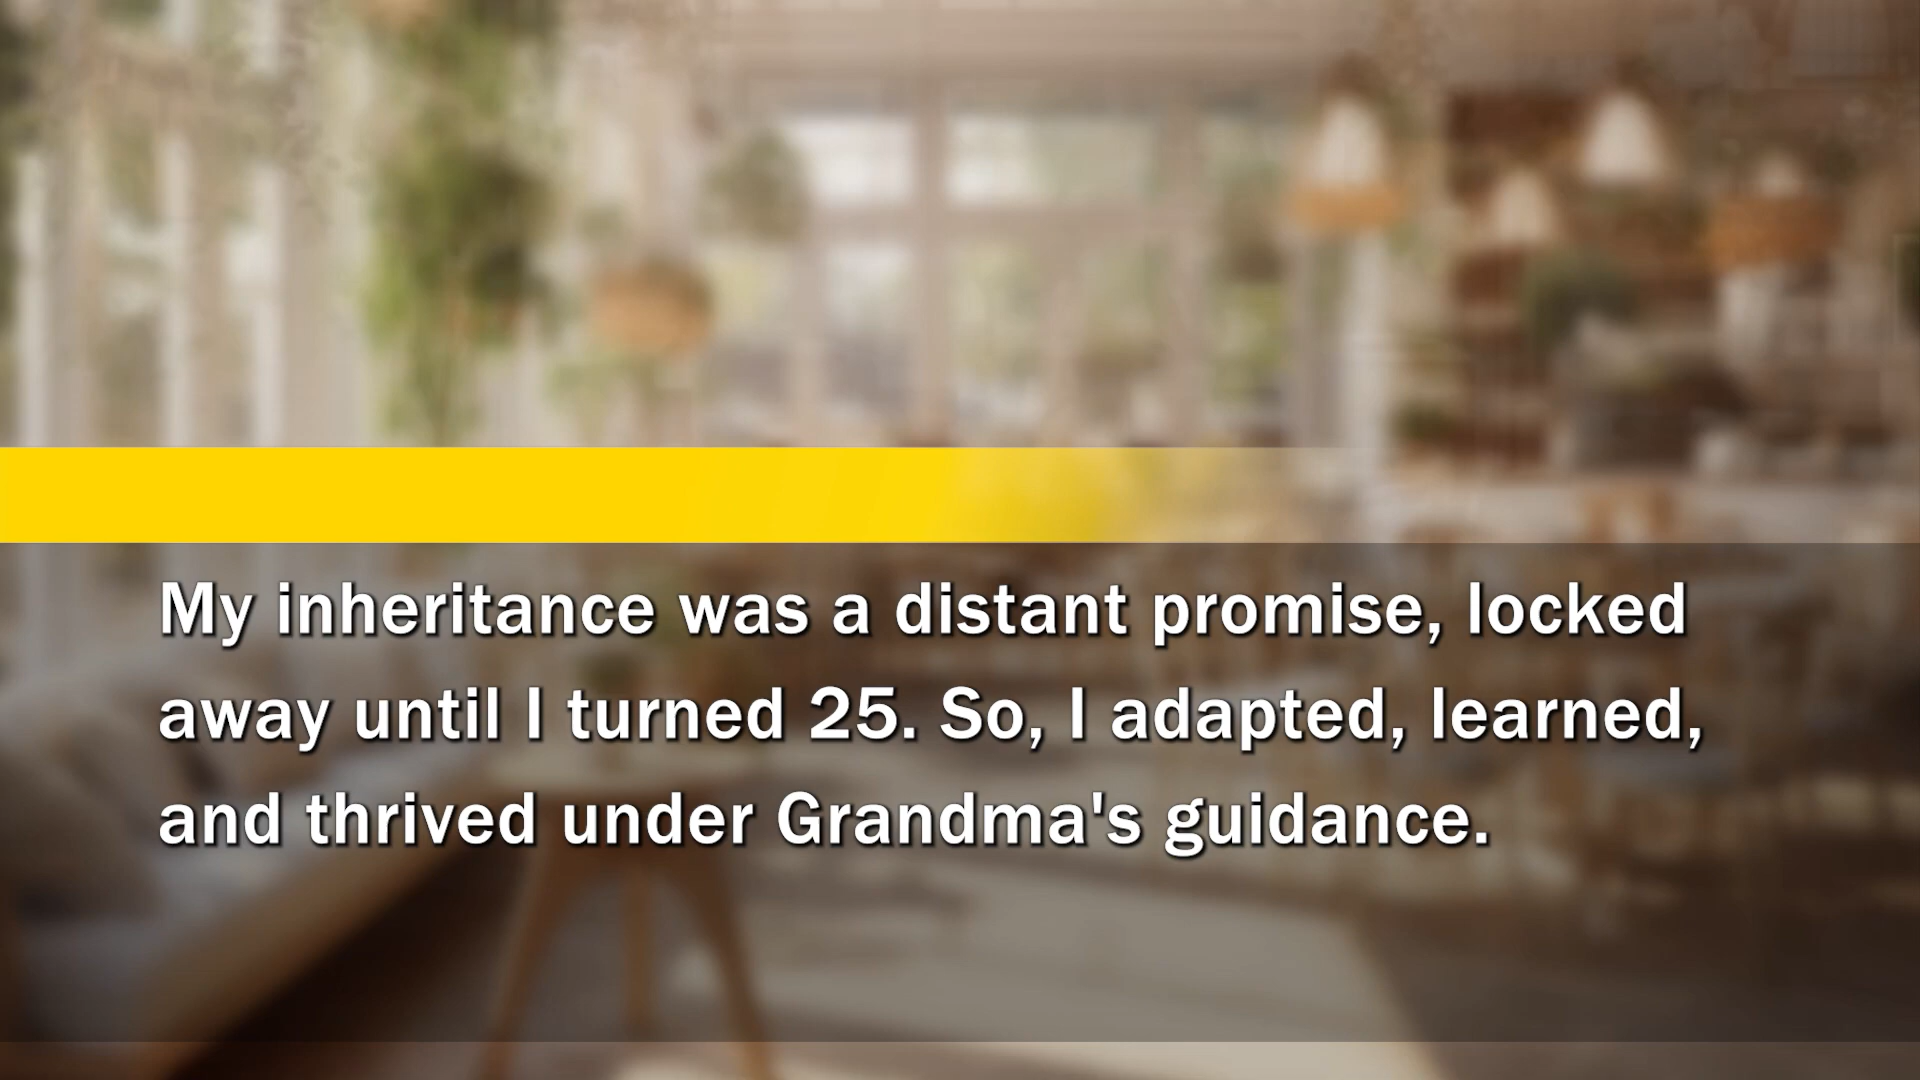 My inheritance was a distant promise, locked
away until I turned 25. So, I adapted, learned,
and thrived under Grandma's guidance.